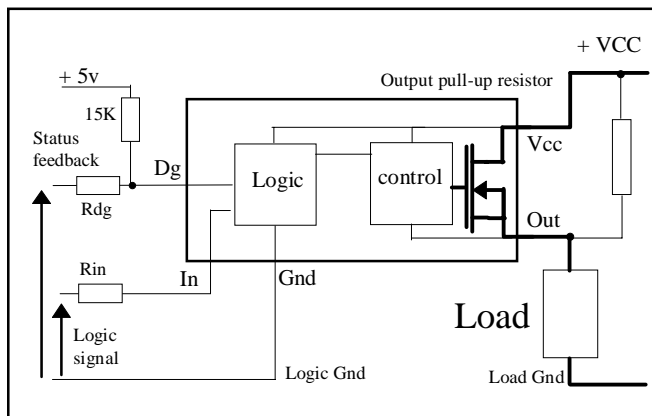 + VCC
+ 5v
Output pull-up resistor
15K
Status
feedback
Dg
Vcc
Logic
control
Rdg
Out
Rin
In
Gnd
Load
Logic
signal
Logic Gnd
Load Gnd